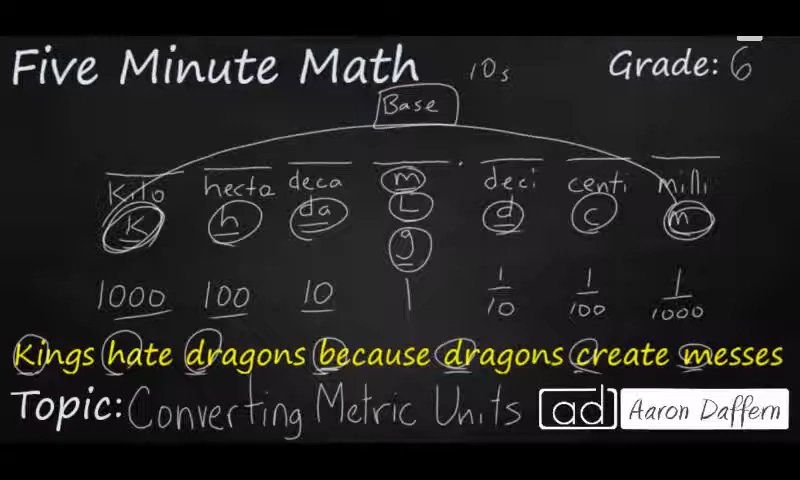 Five Minute Math 10s Grade: 6
Base
Kilo hecta deca m deci centi milli
K h da L d c m
g
1000 100 10 1 1/10 1/100 1/1000
Kings hate dragons because dragons create messes
Topic: Converting Metric Units ad Aaron Daffern